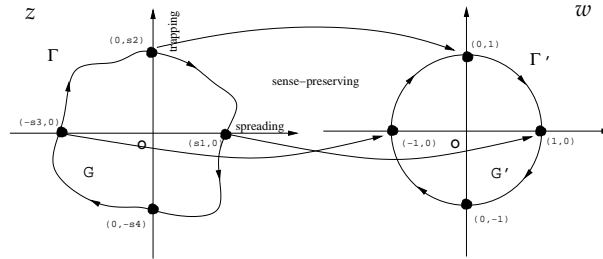 z
w
Γ
(0,s2)
trapping
(0,1)
Γ'
sense-preserving
(-s3,0)
(s1,0)
spreading
O
G
(0,-s4)
(-1,0)
O
(1,0)
G'
(0,-1)